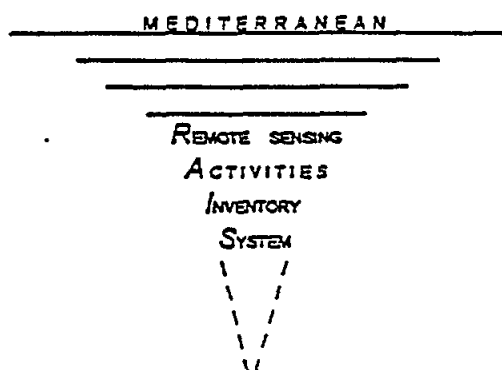 MEDITERRANEAN
REMOTE SENSING
ACTIVITIES
INVENTORY
SYSTEM